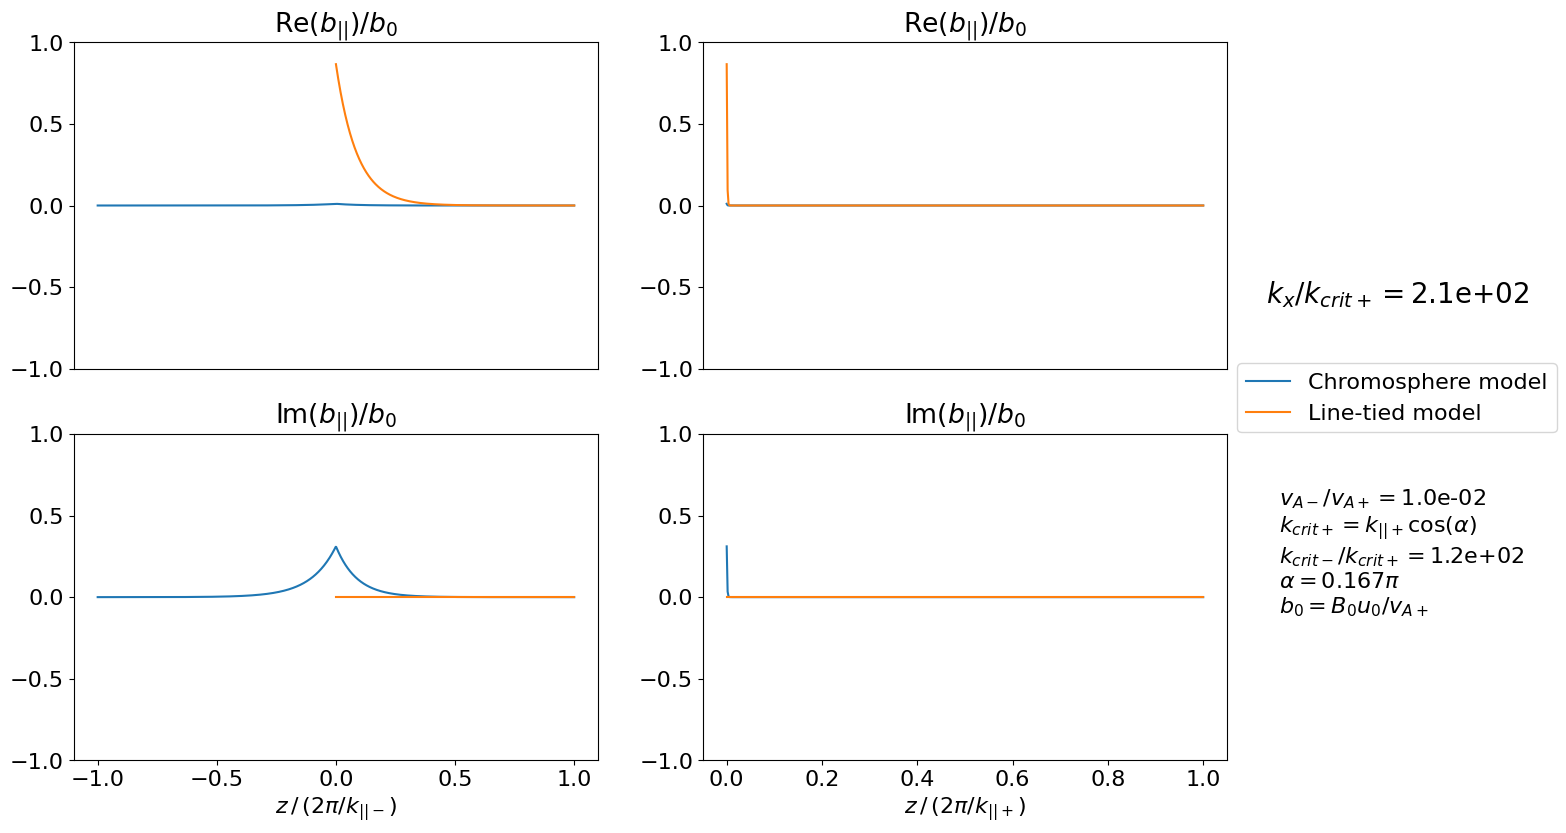 Re(b_{||})/b_0
1.0
0.5
0.0
−0.5
−1.0
Re(b_{||})/b_0
1.0
0.5
0.0
−0.5
−1.0
Im(b_{||})/b_0
1.0
0.5
0.0
−0.5
−1.0
−1.0 −0.5 0.0 0.5 1.0
z / (2π/k_{||−})
Im(b_{||})/b_0
1.0
0.5
0.0
−0.5
−1.0
0.0 0.2 0.4 0.6 0.8 1.0
z / (2π/k_{||+})
k_x/k_{crit+} = 2.1e+02
Chromosphere model
Line-tied model
v_{A−}/v_{A+} = 1.0e-02
k_{crit+} = k_{||+} cos(α)
k_{crit−}/k_{crit+} = 1.2e+02
α = 0.167π
b_0 = B_0u_0/v_{A+}